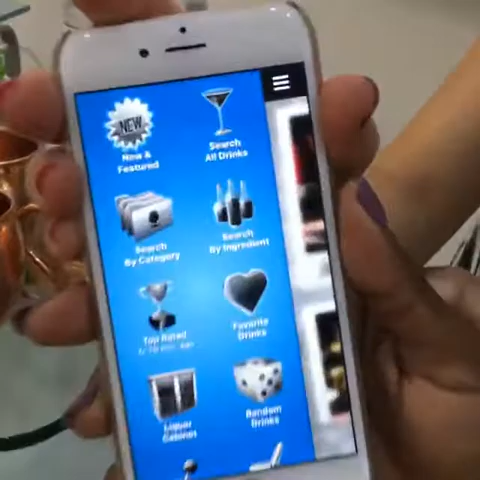 NEW
New &
Featured
Search
All Drinks
Search
By Category
Search
By Ingredient
Top Rated
Favorite
Drinks
Liquor
Cabinet
Random
Drinks